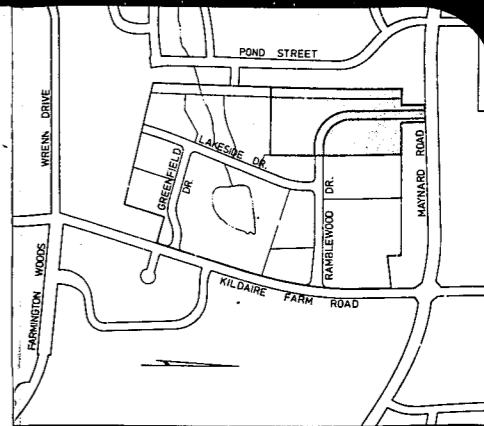 POND STREET
WRENN DRIVE
MAYNARD ROAD
LAKESIDE DR.
GREENFIELD DR.
RAMBLEWOOD DR.
FARMINGTON WOODS
KILDAIRE FARM ROAD